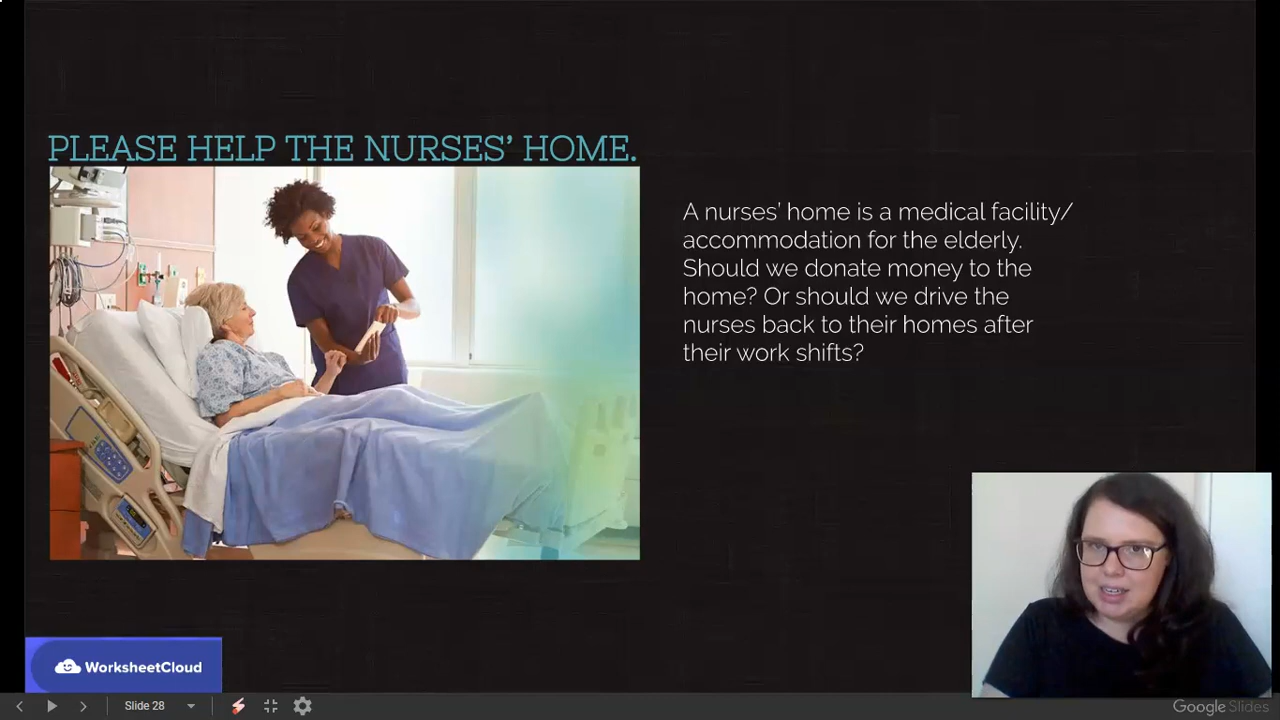 PLEASE HELP THE NURSES’ HOME.
A nurses’ home is a medical facility/
accommodation for the elderly.
Should we donate money to the
home? Or should we drive the
nurses back to their homes after
their work shifts?
WorksheetCloud
Slide 28
Google Slides